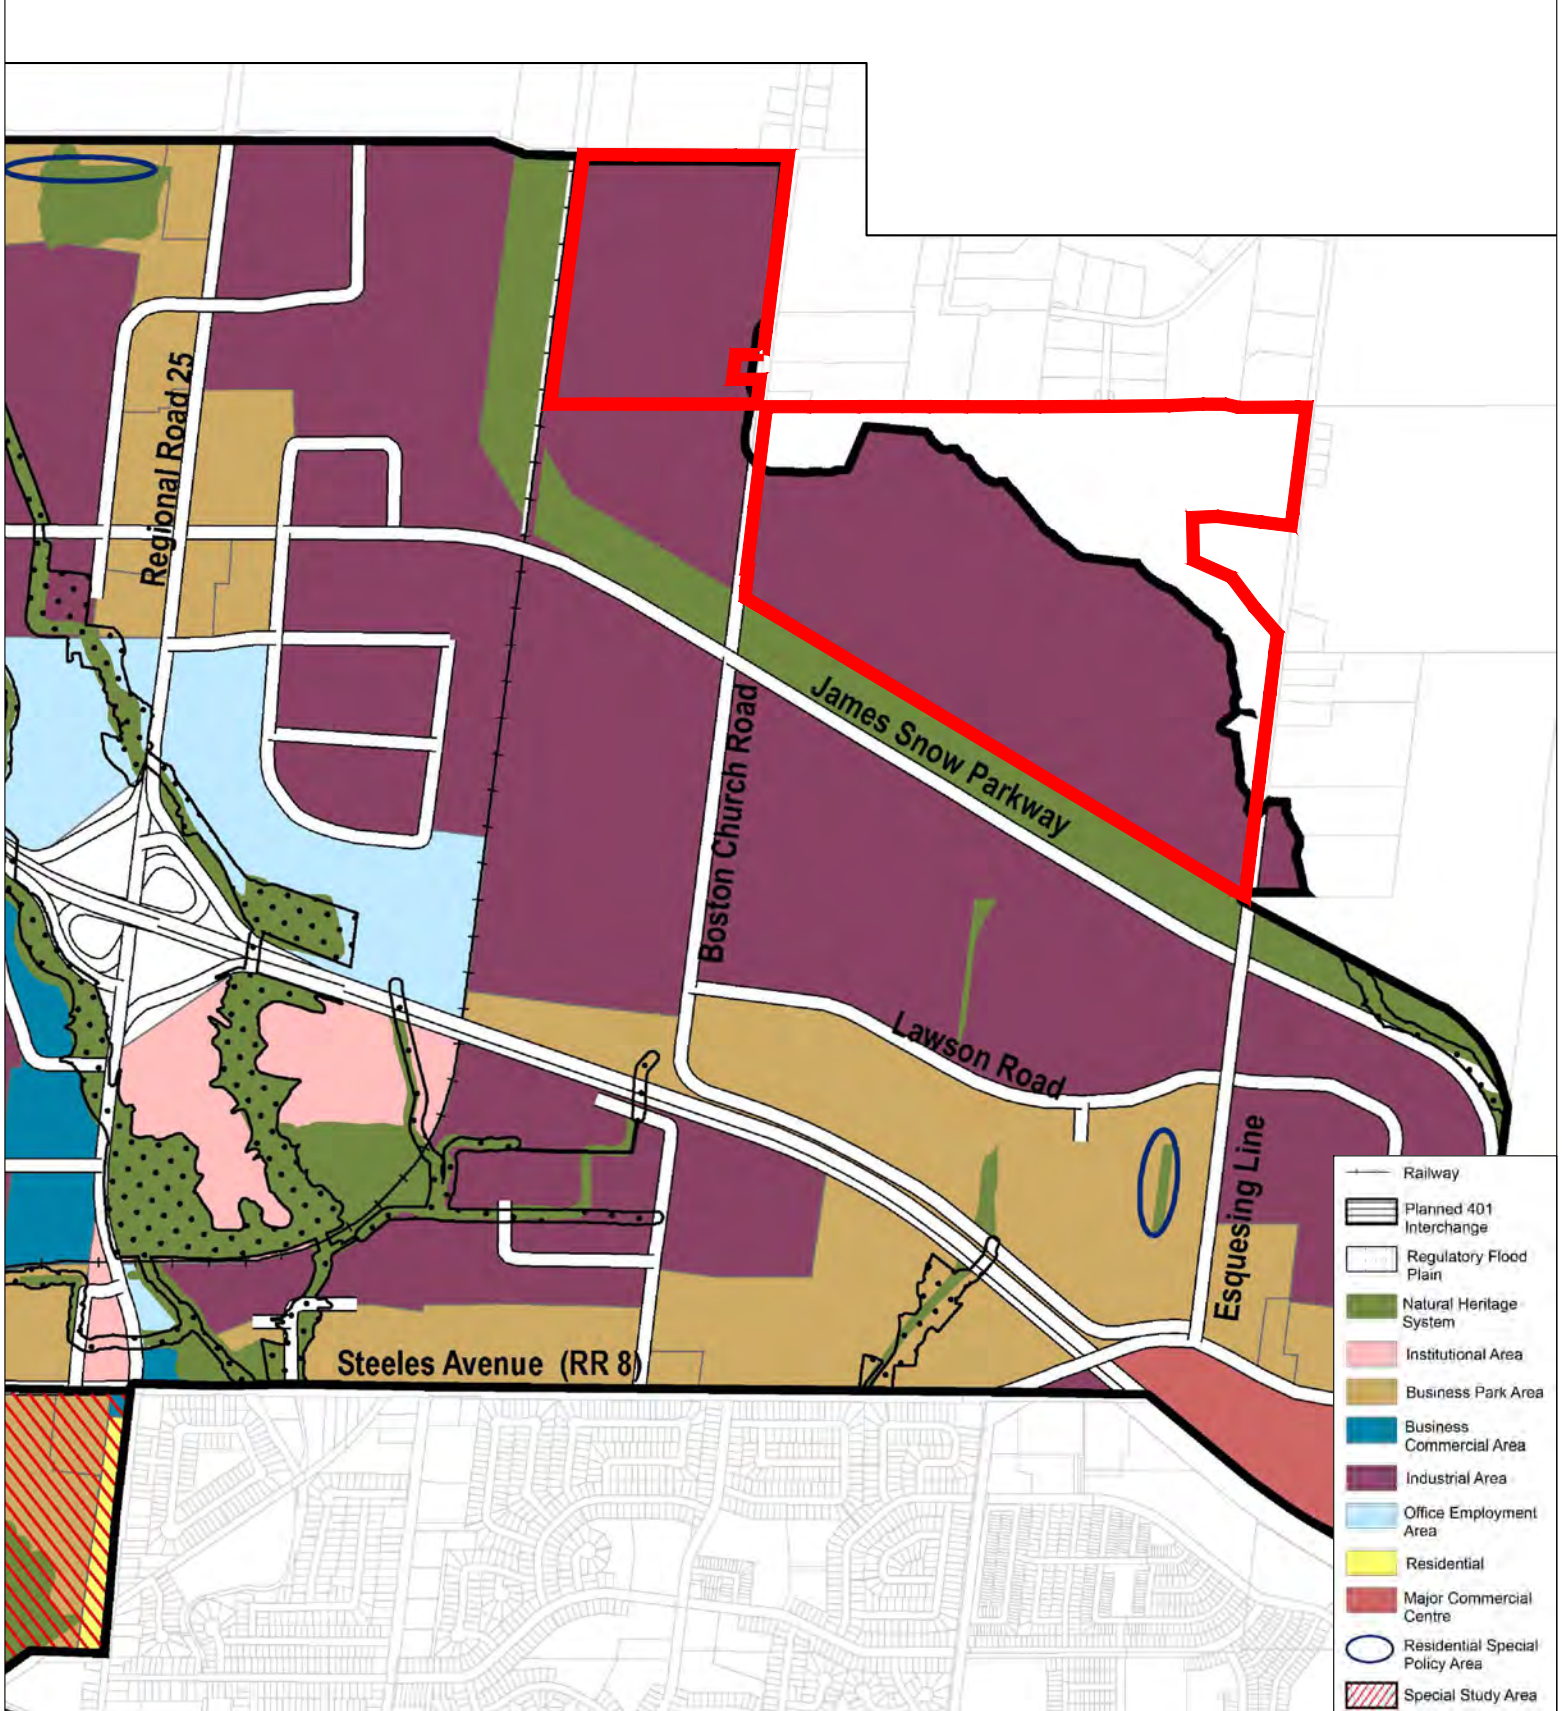 Regional Road 25
James Snow Parkway
Boston Church Road
Lawson Road
Esquesing Line
Steeles Avenue (RR 8)
Railway
Planned 401
Interchange
Regulatory Flood
Plain
Natural Heritage
System
Institutional Area
Business Park Area
Business
Commercial Area
Industrial Area
Office Employment
Area
Residential
Major Commercial
Centre
Residential Special
Policy Area
Special Study Area